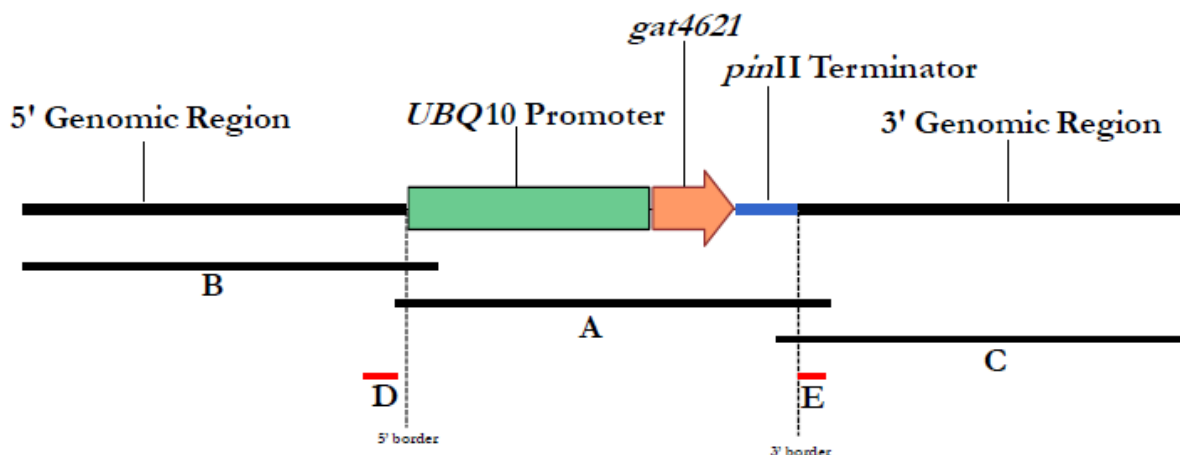 gat4621
pinII Terminator
5' Genomic Region
UBQ10 Promoter
3' Genomic Region
B
A
C
D
E
5' border
3' border